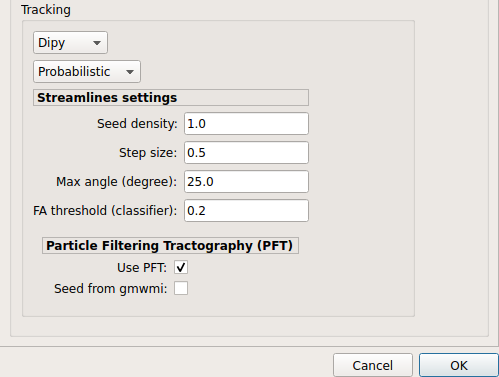 Tracking
Dipy
Probabilistic
Streamlines settings
Seed density: 1.0
Step size: 0.5
Max angle (degree): 25.0
FA threshold (classifier): 0.2
Particle Filtering Tractography (PFT)
Use PFT:
Seed from gmwmi:
Cancel OK